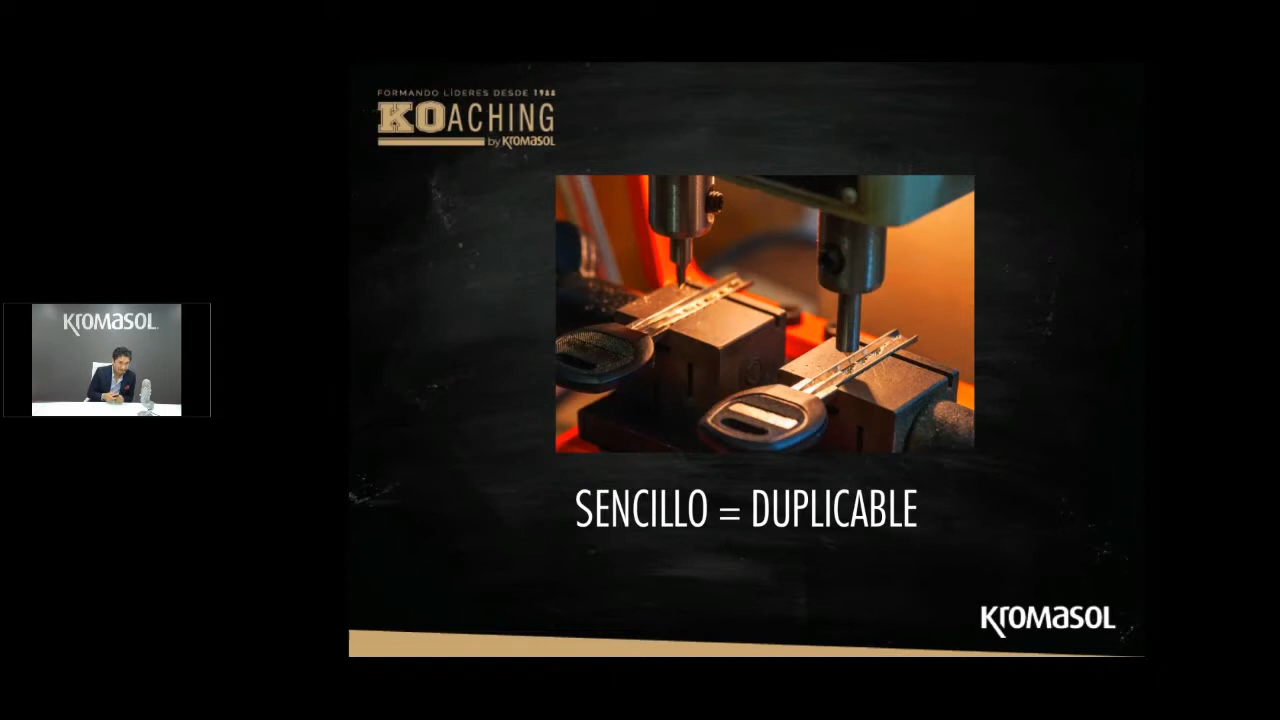 KROMASOL
FORMANDO LÍDERES DESDE 1988
KOACHING
by KROMASOL
SENCILLO = DUPLICABLE
KROMASOL